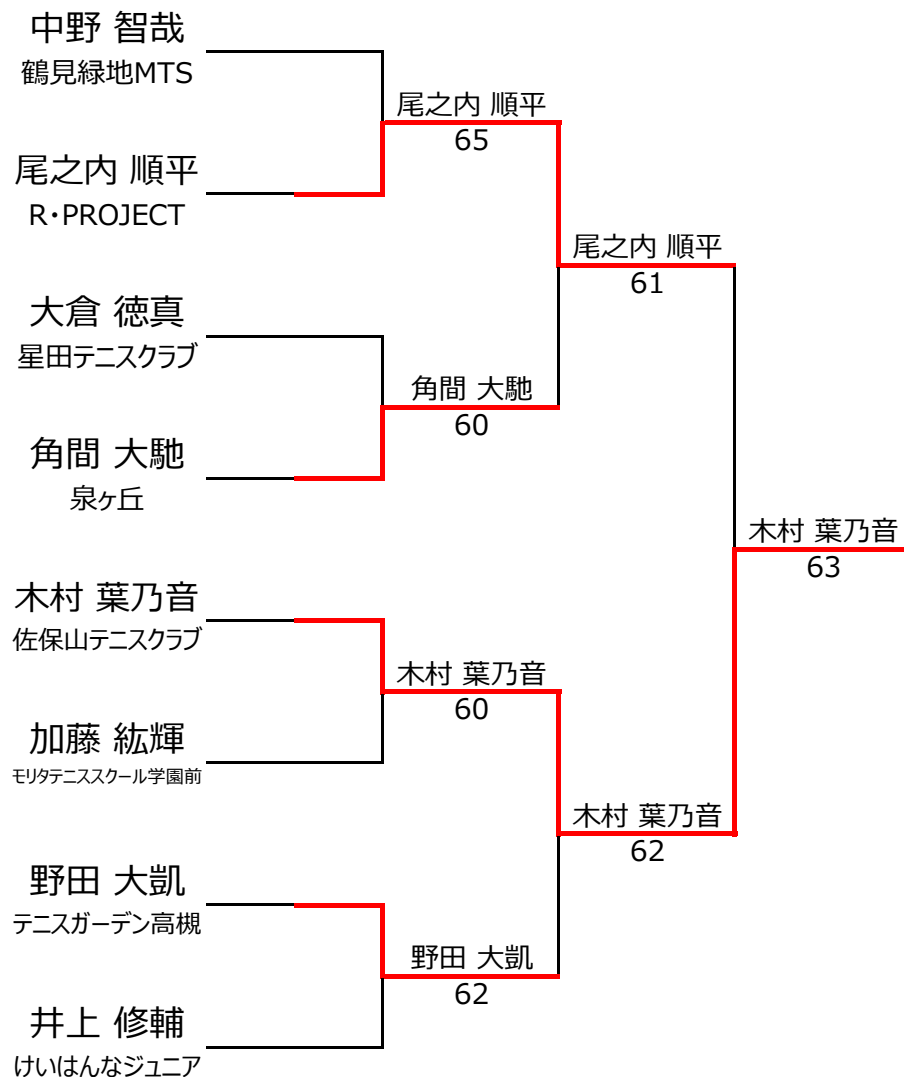 中野 智哉
鶴見緑地MTS
尾之内 順平
R・PROJECT
大倉 徳真
星田テニスクラブ
角間 大馳
泉ヶ丘
木村 葉乃音
佐保山テニスクラブ
加藤 紘輝
モリタテニススクール学園前
野田 大凱
テニスガーデン高槻
井上 修輔
けいはんなジュニア
尾之内 順平
65
角間 大馳
60
木村 葉乃音
60
野田 大凱
62
尾之内 順平
61
木村 葉乃音
62
木村 葉乃音
63